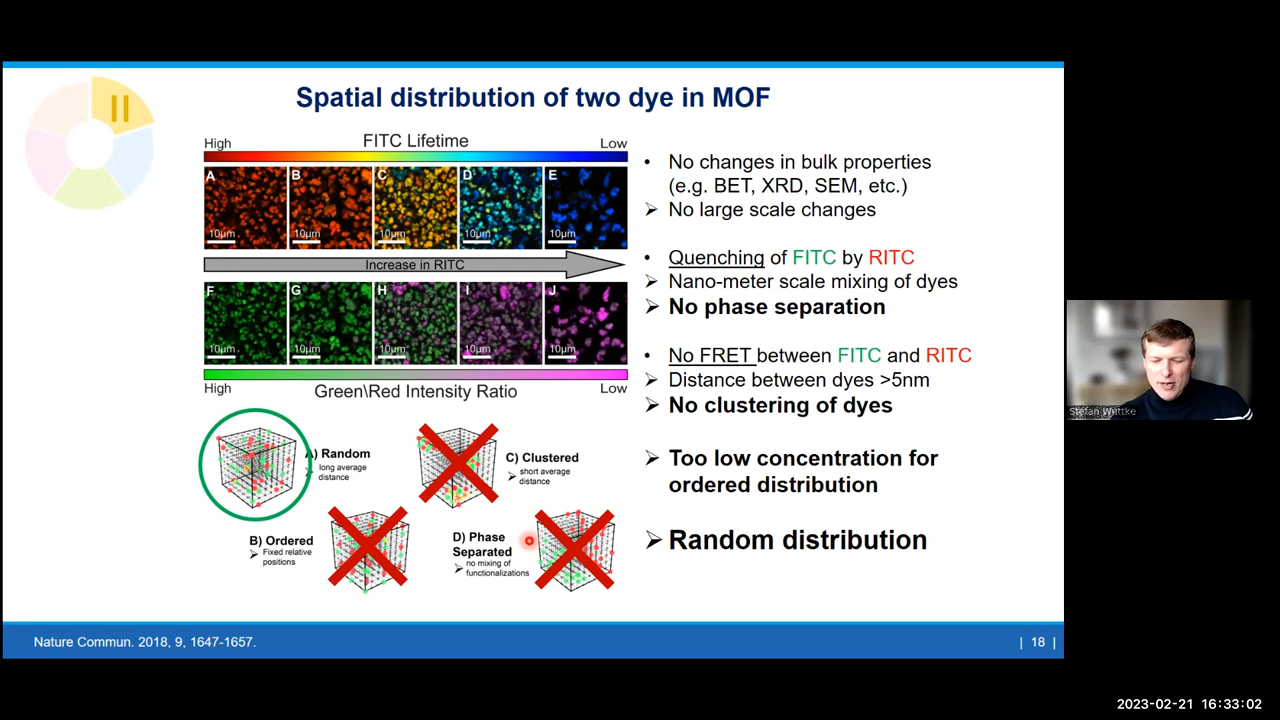 II
Spatial distribution of two dye in MOF
High FITC Lifetime Low
A B C D E
10µm 10µm 10µm 10µm 10µm
Increase in RITC
F G H I J
10µm 10µm 10µm 10µm 10µm
High Green\Red Intensity Ratio Low
A) Random
➢ long average
distance
C) Clustered
➢ short average
distance
B) Ordered
➢ Fixed relative
positions
D) Phase
Separated
➢ no mixing of
functionalizations
• No changes in bulk properties
(e.g. BET, XRD, SEM, etc.)
➢ No large scale changes
• Quenching of FITC by RITC
➢ Nano-meter scale mixing of dyes
➢ No phase separation
• No FRET between FITC and RITC
➢ Distance between dyes >5nm
➢ No clustering of dyes
➢ Too low concentration for
ordered distribution
➢ Random distribution
Nature Commun. 2018, 9, 1647-1657.
| 18 |
Stefan Wuttke
2023-02-21 16:33:02